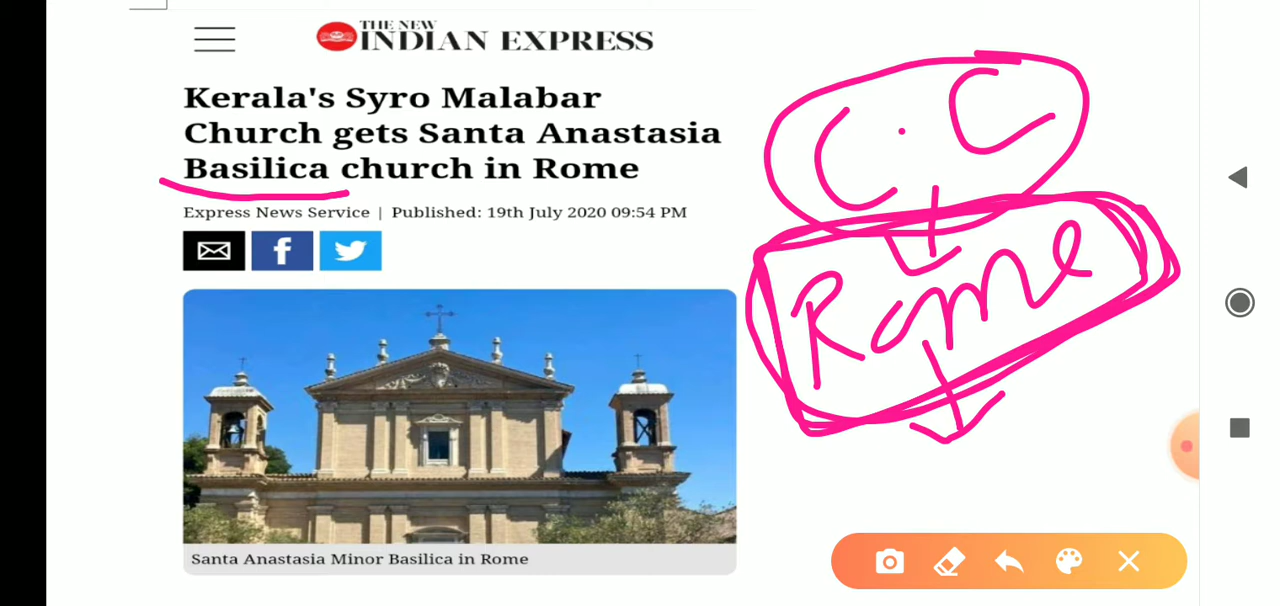 THE NEW
INDIAN EXPRESS
Kerala's Syro Malabar
Church gets Santa Anastasia
Basilica church in Rome
Express News Service | Published: 19th July 2020 09:54 PM
f
Santa Anastasia Minor Basilica in Rome
C.C
Rome